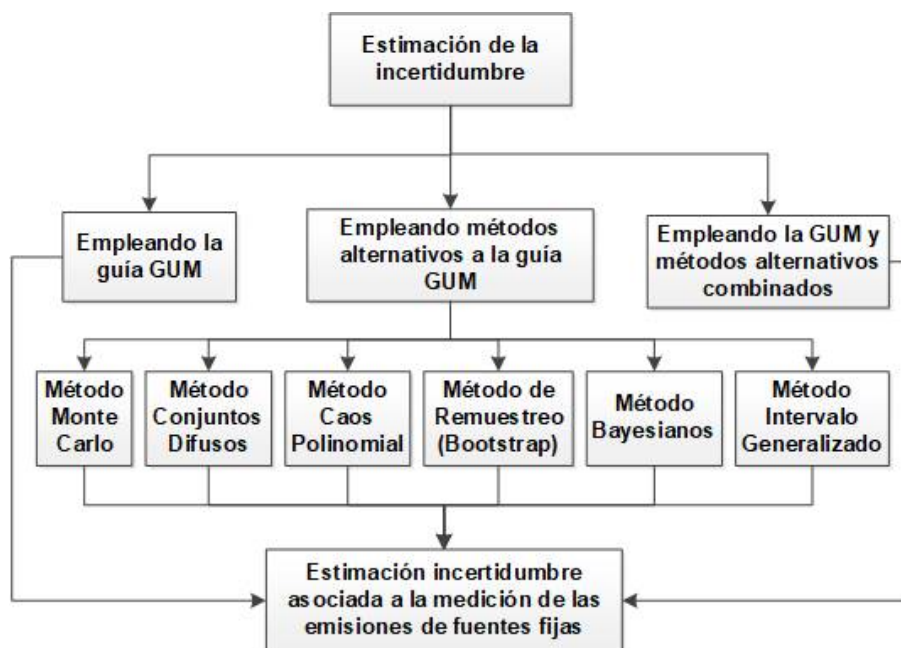 Estimación de la
incertidumbre
Empleando la
guía GUM
Empleando métodos
alternativos a la guía
GUM
Empleando la GUM y
métodos alternativos
combinados
Método
Monte
Carlo
Método
Conjuntos
Difusos
Método
Caos
Polinomial
Método de
Remuestreo
(Bootstrap)
Método
Bayesianos
Método
Intervalo
Generalizado
Estimación incertidumbre
asociada a la medición de las
emisiones de fuentes fijas